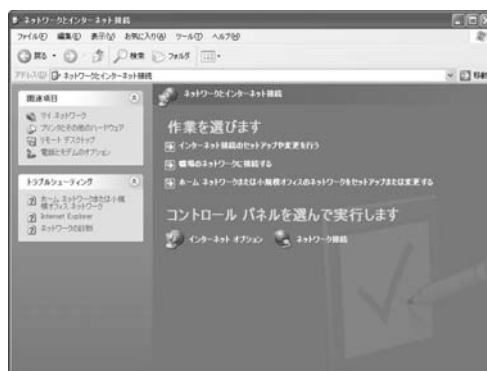 ネットワークとインターネット接続
ファイル(F) 編集(E) 表示(V) お気に入り(A) ツール(T) ヘルプ(H)
戻る 検索 フォルダ
アドレス(D) ネットワークとインターネット接続 移動
関連項目
マイ ネットワーク
プリンタとその他のハードウェア
リモート デスクトップ
電話とモデムのオプション
トラブルシューティング
ホーム ネットワークまたは小規
模オフィス ネットワーク
Internet Explorer
ネットワークの診断
ネットワークとインターネット接続
作業を選びます
インターネット接続のセットアップや変更を行う
職場のネットワークに接続する
ホーム ネットワークまたは小規模オフィスのネットワークをセットアップまたは変更する
コントロール パネルを選んで実行します
インターネット オプション ネットワーク接続